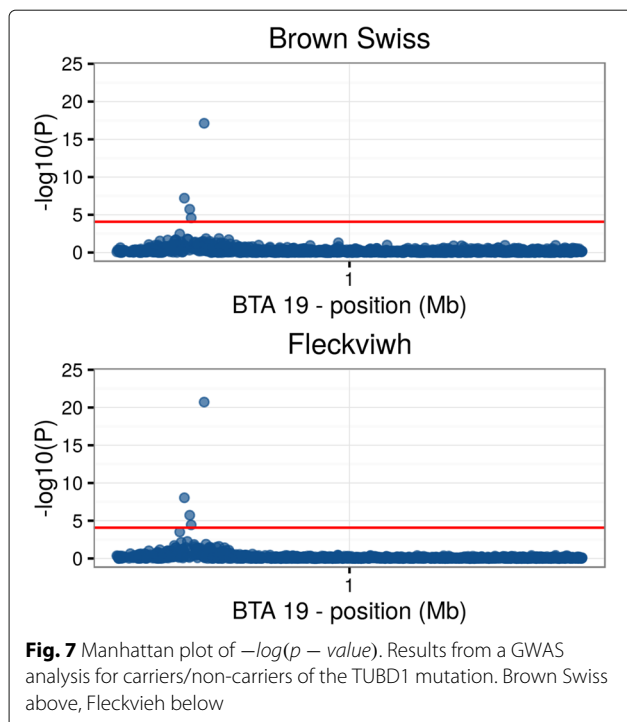 Brown Swiss
25
20
15
10
5
0
-log10(P)
1
BTA 19 - position (Mb)
Fleckviwh
25
20
15
10
5
0
-log10(P)
1
BTA 19 - position (Mb)
Fig. 7 Manhattan plot of −log(p − value). Results from a GWAS
analysis for carriers/non-carriers of the TUBD1 mutation. Brown Swiss
above, Fleckvieh below